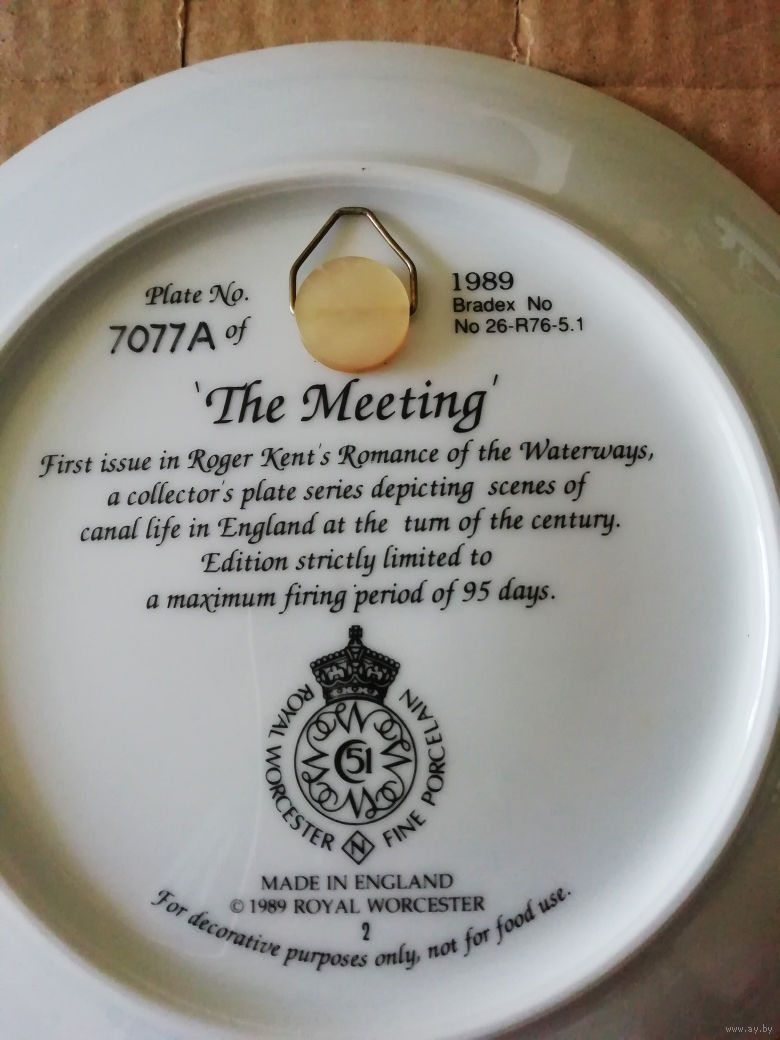 Plate No.
7077A of
1989
Bradex No
No 26-R76-5.1
'The Meeting'
First issue in Roger Kent's Romance of the Waterways,
a collector's plate series depicting scenes of
canal life in England at the turn of the century.
Edition strictly limited to
a maximum firing period of 95 days.
ROYAL WORCESTER FINE PORCELAIN
51
N
MADE IN ENGLAND
© 1989 ROYAL WORCESTER
2
For decorative purposes only, not for food use.
www.ay.by